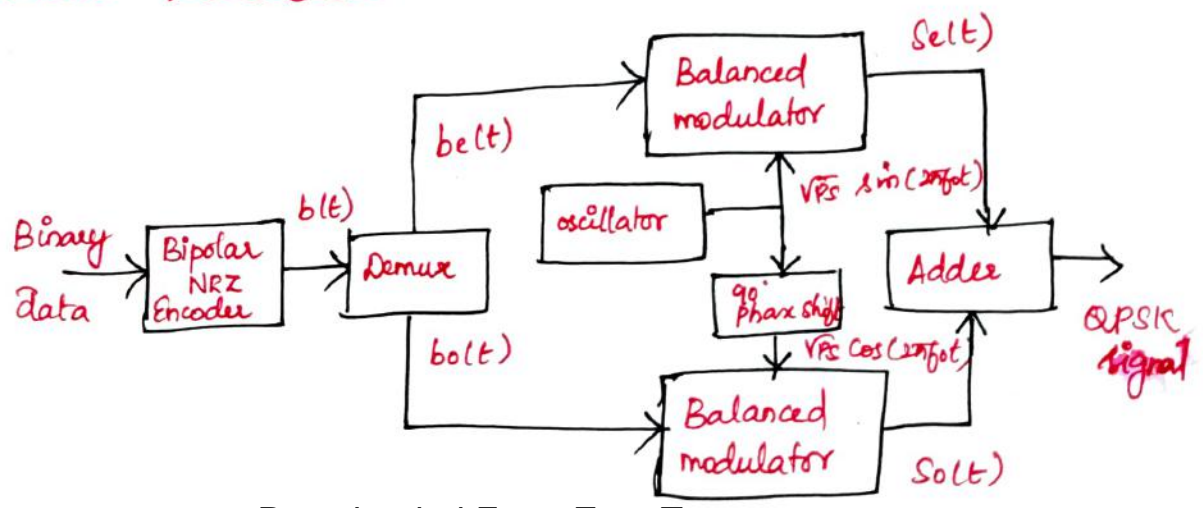 be(t)
b(t)
bo(t)
Binary
data
Bipolar
NRZ
Encoder
Demux
oscillator
Balanced
modulator
√Ps sin(2πfot)
90°
Phax shift
√Ps Cos(2πfot)
Balanced
modulator
Se(t)
So(t)
Adder
QPSK
signal